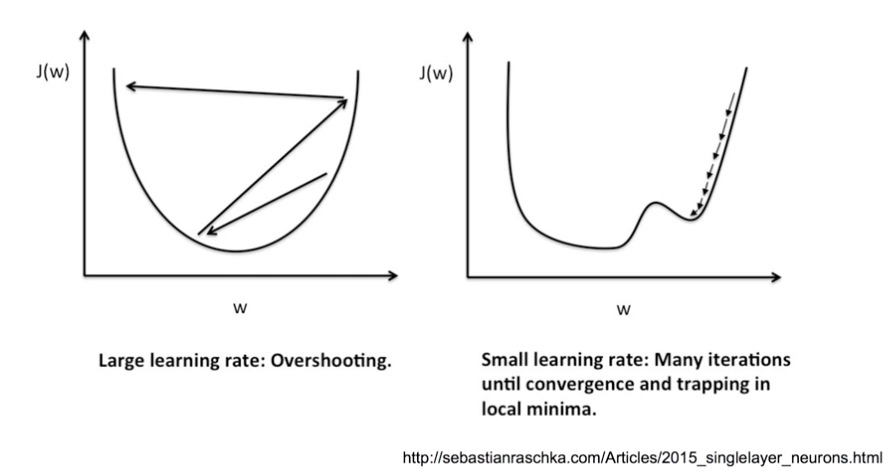 J(w)
w
Large learning rate: Overshooting.
J(w)
w
Small learning rate: Many iterations
until convergence and trapping in
local minima.
http://sebastianraschka.com/Articles/2015_singlelayer_neurons.html